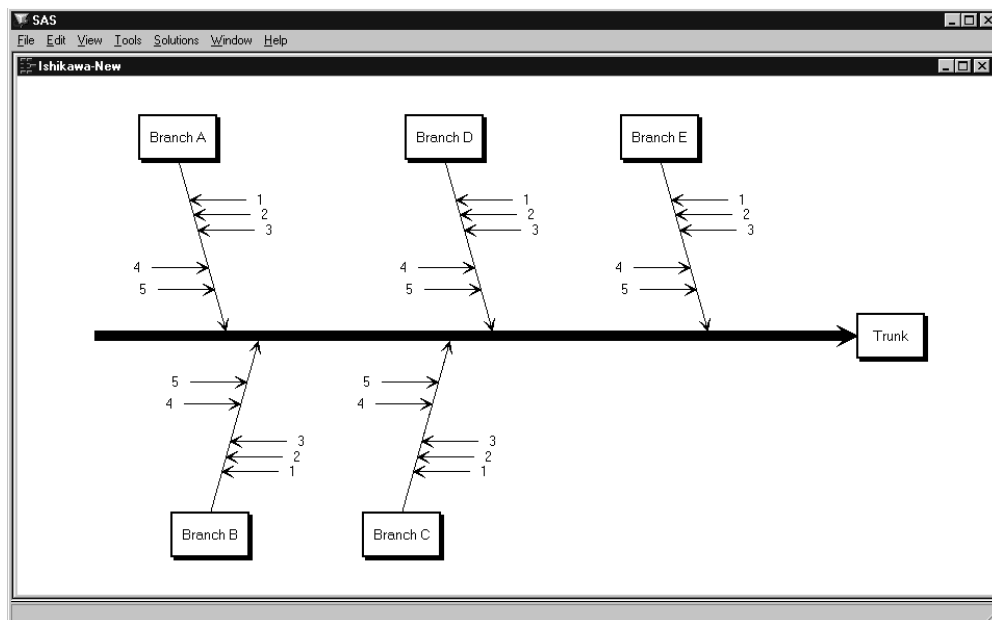 SAS
File Edit View Tools Solutions Window Help
Ishikawa-New
Branch A Branch D Branch E
1 1 1
2 2 2
3 3 3
4 4 4
5 5 5
Trunk
5 5
4 4
3 3
2 2
1 1
Branch B Branch C